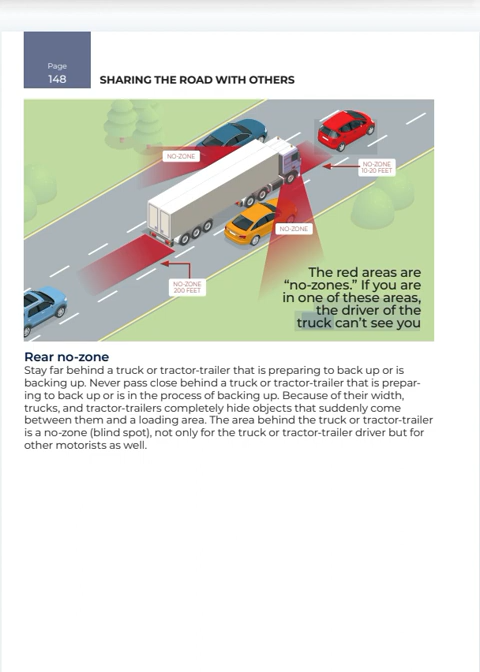 Page
148
SHARING THE ROAD WITH OTHERS
NO-ZONE
NO-ZONE
10-20 FEET
NO-ZONE
NO-ZONE
200 FEET
The red areas are
“no-zones.” If you are
in one of these areas,
the driver of the
truck can’t see you
Rear no-zone
Stay far behind a truck or tractor-trailer that is preparing to back up or is
backing up. Never pass close behind a truck or tractor-trailer that is prepar-
ing to back up or is in the process of backing up. Because of their width,
trucks, and tractor-trailers completely hide objects that suddenly come
between them and a loading area. The area behind the truck or tractor-trailer
is a no-zone (blind spot), not only for the truck or tractor-trailer driver but for
other motorists as well.